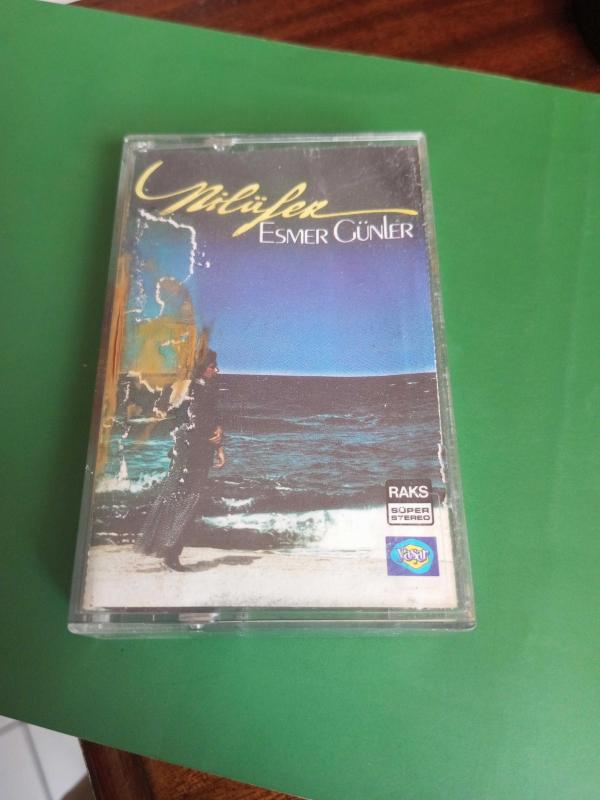 Nilüfer
ESMER GÜNLER
RAKS
SÜPER
STEREO
Yaşar